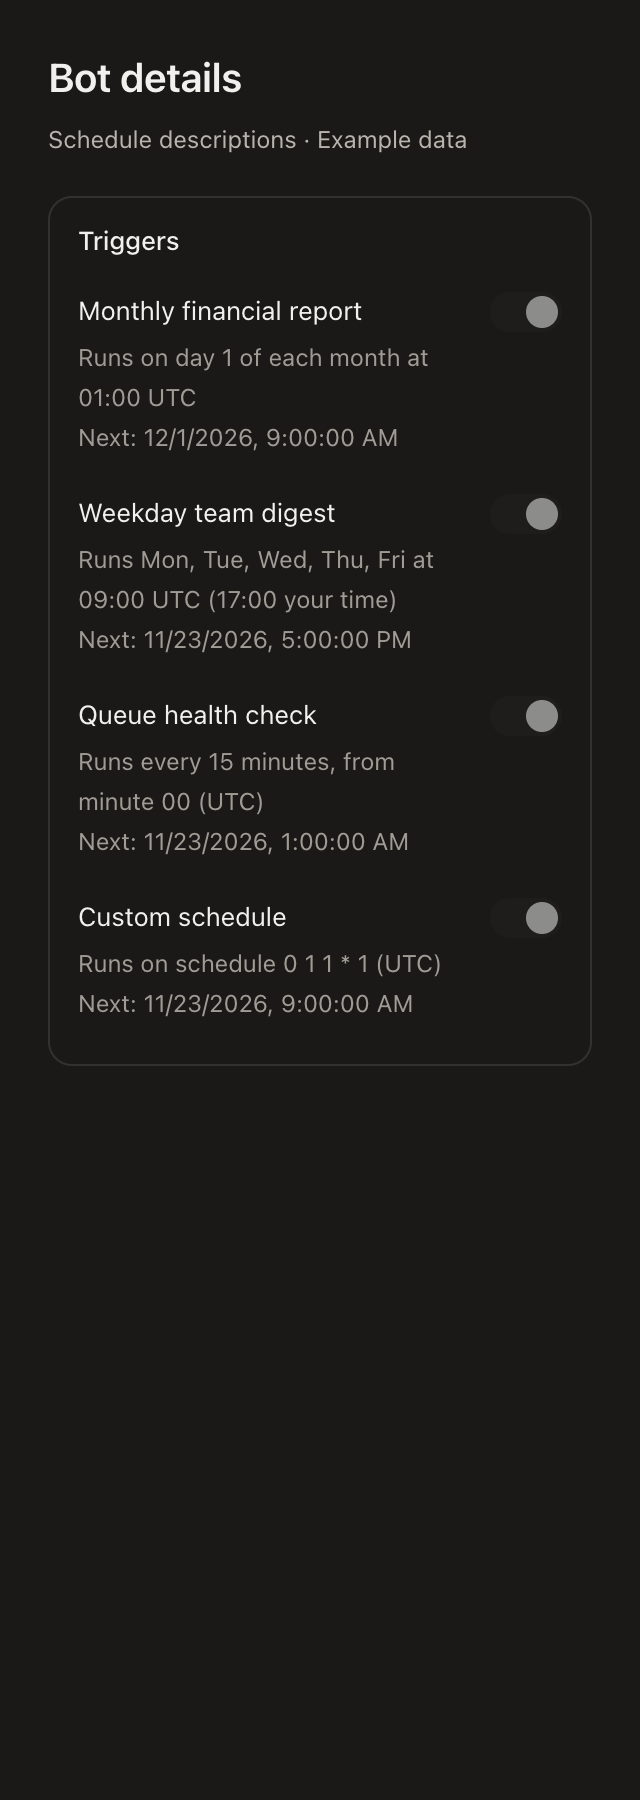 Bot details
Schedule descriptions · Example data
Triggers
Monthly financial report
Runs on day 1 of each month at
01:00 UTC
Next: 12/1/2026, 9:00:00 AM
Weekday team digest
Runs Mon, Tue, Wed, Thu, Fri at
09:00 UTC (17:00 your time)
Next: 11/23/2026, 5:00:00 PM
Queue health check
Runs every 15 minutes, from
minute 00 (UTC)
Next: 11/23/2026, 1:00:00 AM
Custom schedule
Runs on schedule 0 1 1 * 1 (UTC)
Next: 11/23/2026, 9:00:00 AM